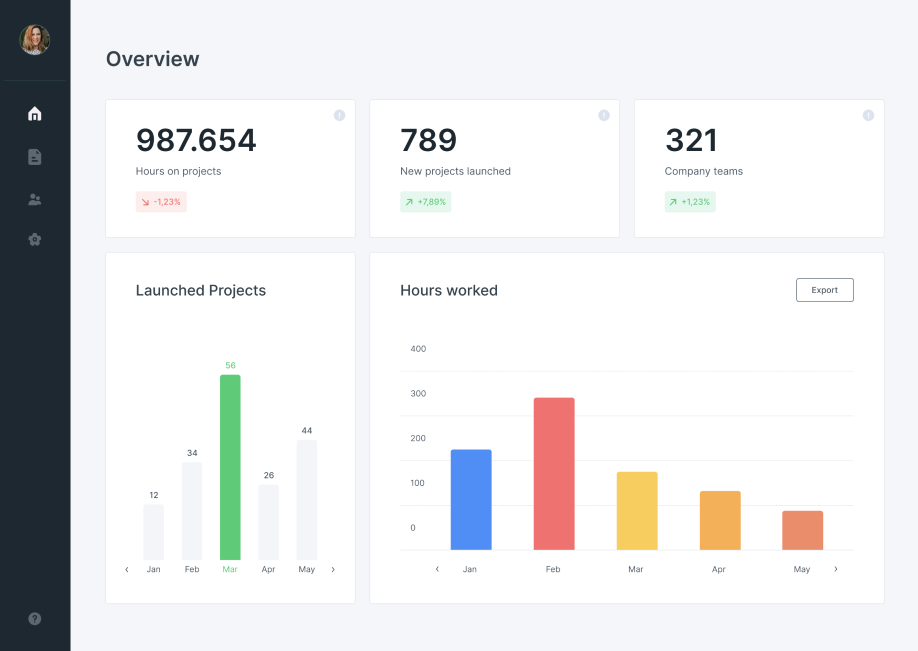 Overview
987.654
Hours on projects
-1,23%
789
New projects launched
+7,89%
321
Company teams
+1,23%
Launched Projects
56
44
34
26
12
Jan Feb Mar Apr May
Hours worked
Export
400
300
200
100
0
Jan Feb Mar Apr May